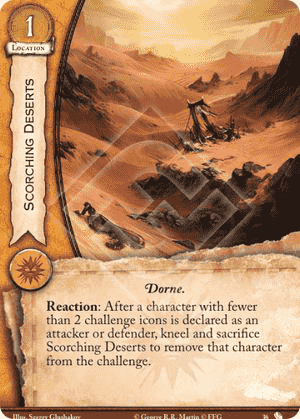 1
LOCATION
SCORCHING DESERTS
Dorne.
Reaction: After a character with fewer
than 2 challenge icons is declared as an
attacker or defender, kneel and sacrifice
Scorching Deserts to remove that character
from the challenge.
Illus. Sergey Glushakov
© George R.R. Martin © FFG